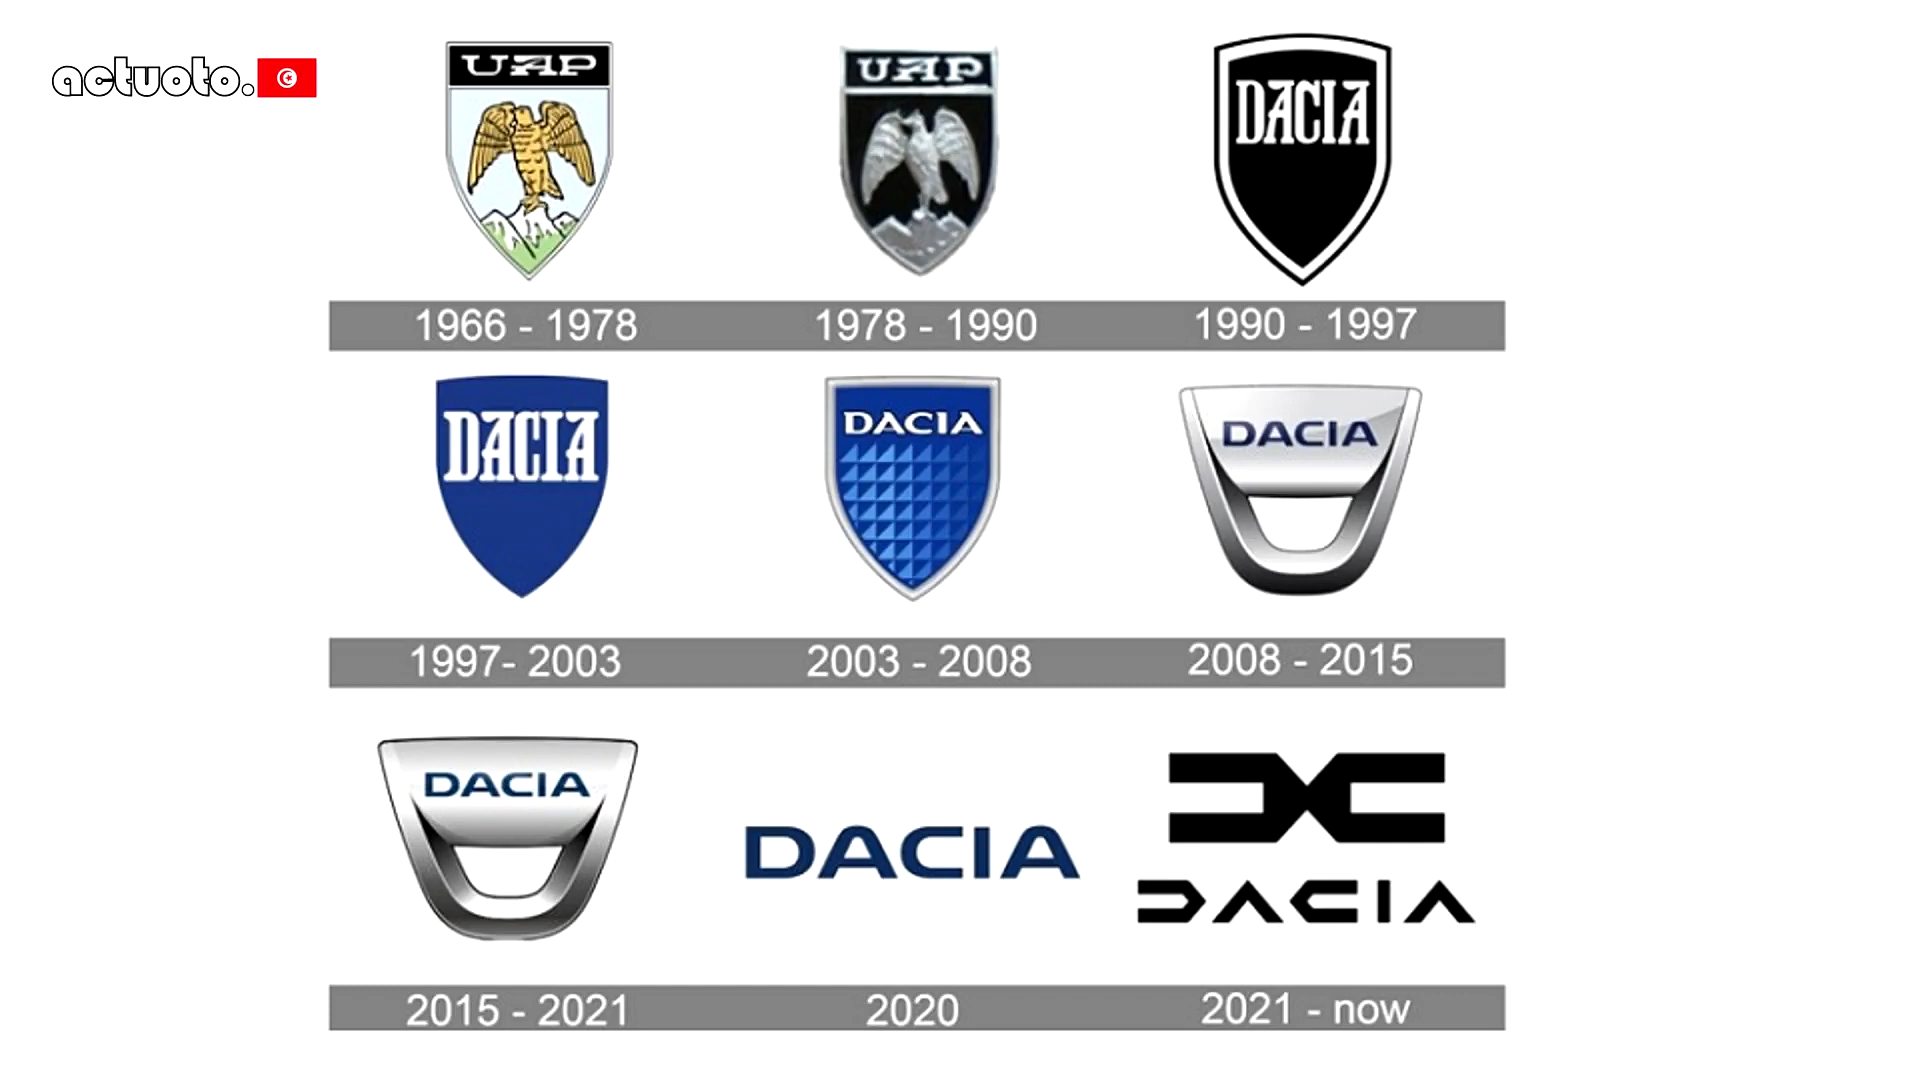 actuoto.
UAP
UAP
DACIA
1966 - 1978
1978 - 1990
1990 - 1997
DACIA
DACIA
DACIA
1997- 2003
2003 - 2008
2008 - 2015
DACIA
DACIA
DACIA
2015 - 2021
2020
2021 - now